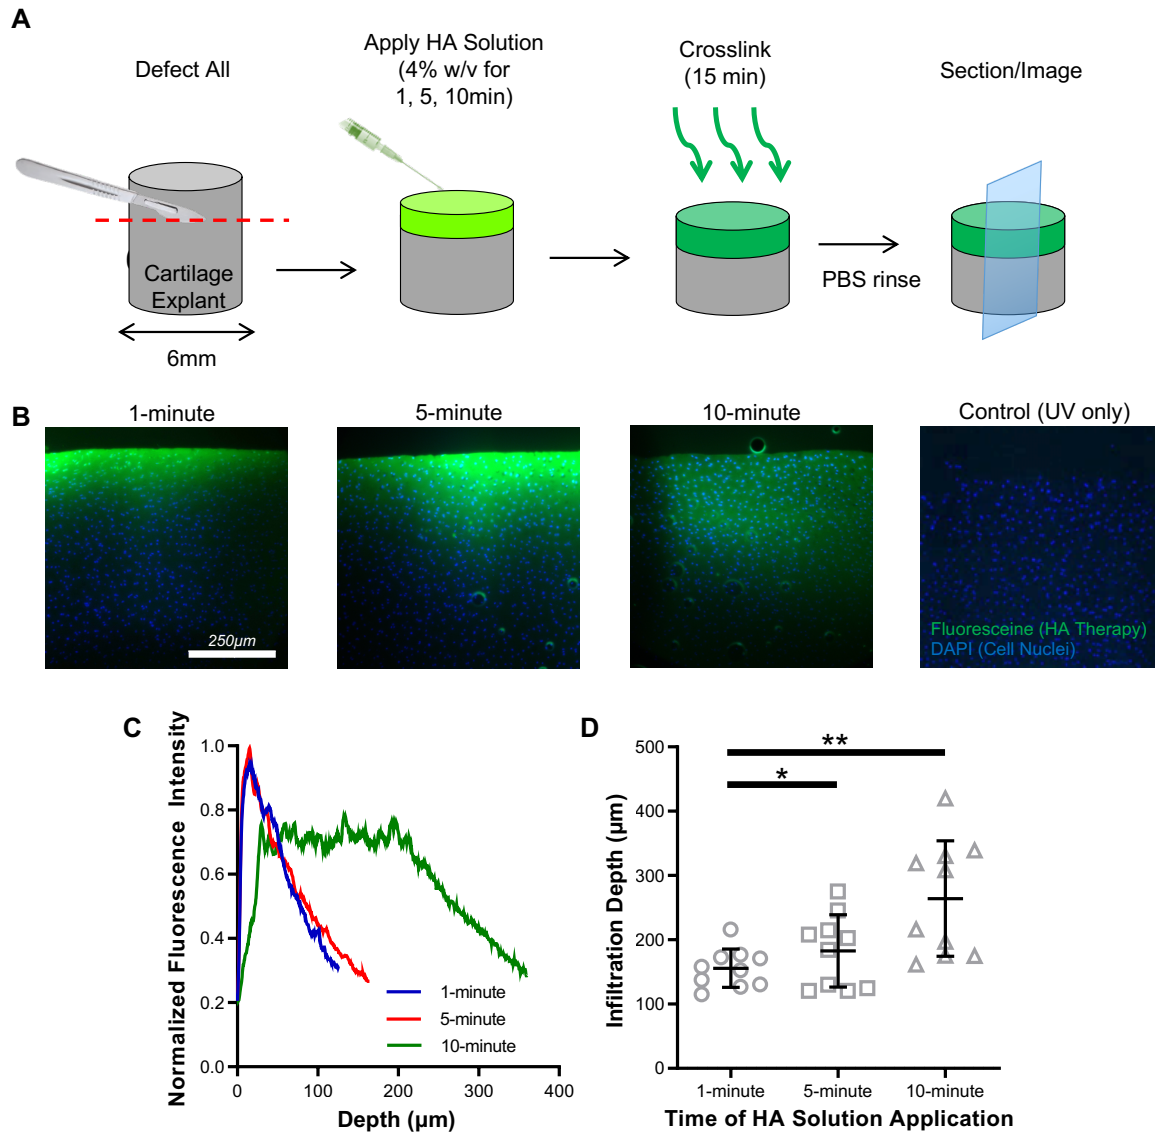 A
Defect All
Cartilage
Explant
6mm
Apply HA Solution
(4% w/v for
1, 5, 10min)
Crosslink
(15 min)
PBS rinse
Section/Image
B
1-minute
5-minute
10-minute
Control (UV only)
250µm
Fluoresceine (HA Therapy)
DAPI (Cell Nuclei)
C
Normalized Fluorescence Intensity
1.0
0.8
0.6
0.4
0.2
0.0
0
100
200
300
400
Depth (µm)
1-minute
5-minute
10-minute
D
Infiltration Depth (µm)
500
400
300
200
100
0
*
**
1-minute
5-minute
10-minute
Time of HA Solution Application